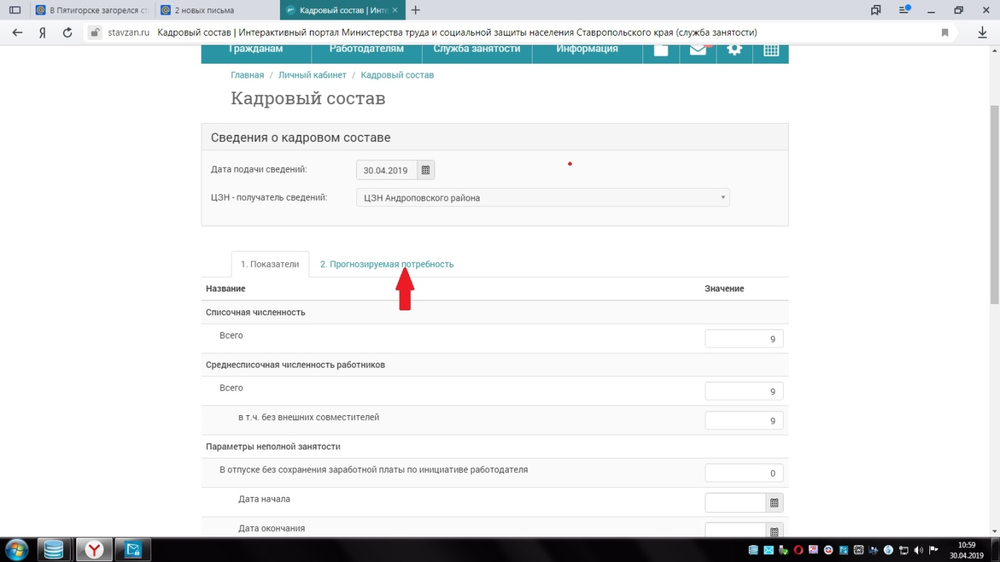 В Пятигорске загорелся ст
2 новых письма
Кадровый состав | Инте
stavzan.ru Кадровый состав | Интерактивный портал Министерства труда и социальной защиты населения Ставропольского края (служба занятости)
Гражданам Работодателям Служба занятости Информация
Главная / Личный кабинет / Кадровый состав
Кадровый состав
Сведения о кадровом составе
Дата подачи сведений: 30.04.2019
ЦЗН - получатель сведений: ЦЗН Андроповского района
1. Показатели 2. Прогнозируемая потребность
Название Значение
Списочная численность
Всего 9
Среднесписочная численность работников
Всего 9
в т.ч. без внешних совместителей 9
Параметры неполной занятости
В отпуске без сохранения заработной платы по инициативе работодателя 0
Дата начала
Дата окончания
10:59
30.04.2019